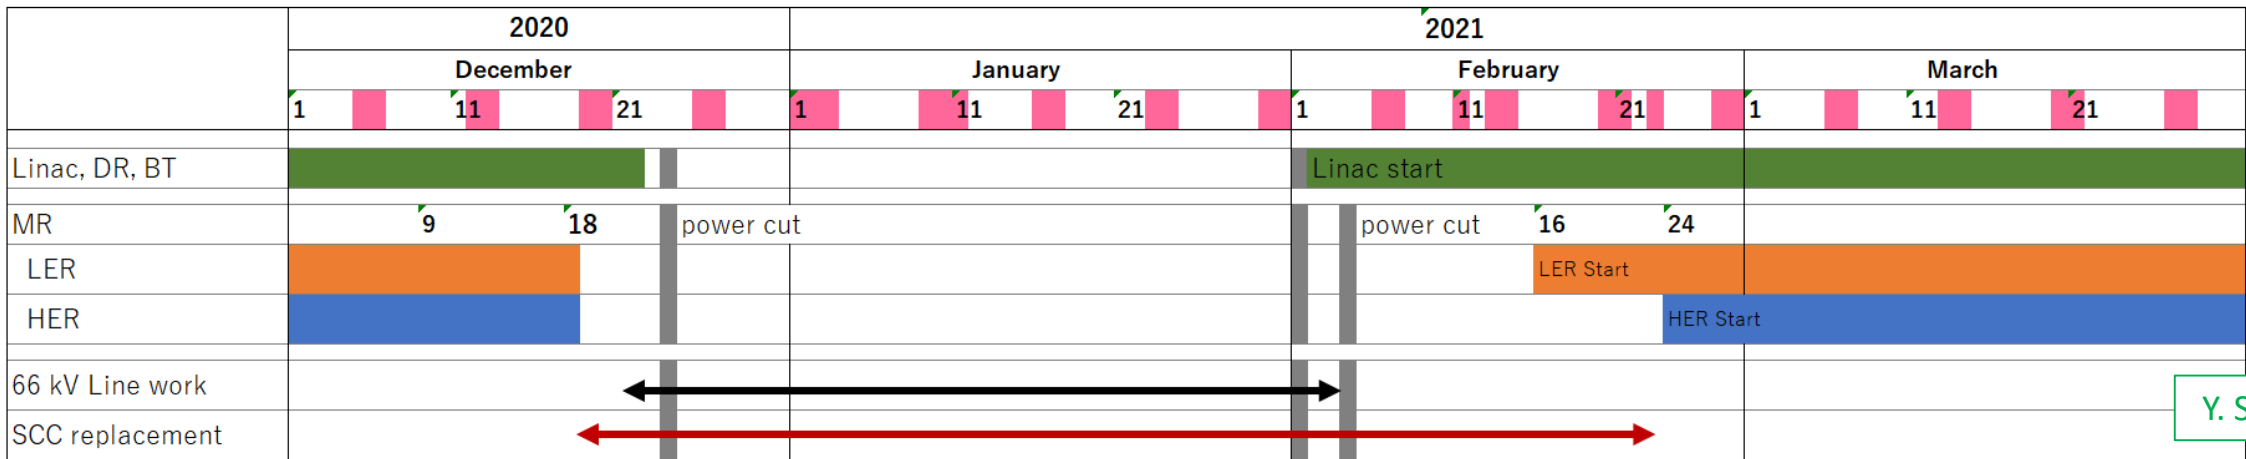 2020 2021
December January February March
1 11 21 1 11 21 1 11 21 1 11 21
Linac, DR, BT Linac start
MR 9 18 power cut power cut 16 24
LER LER Start
HER HER Start
66 kV Line work
Y. S
SCC replacement